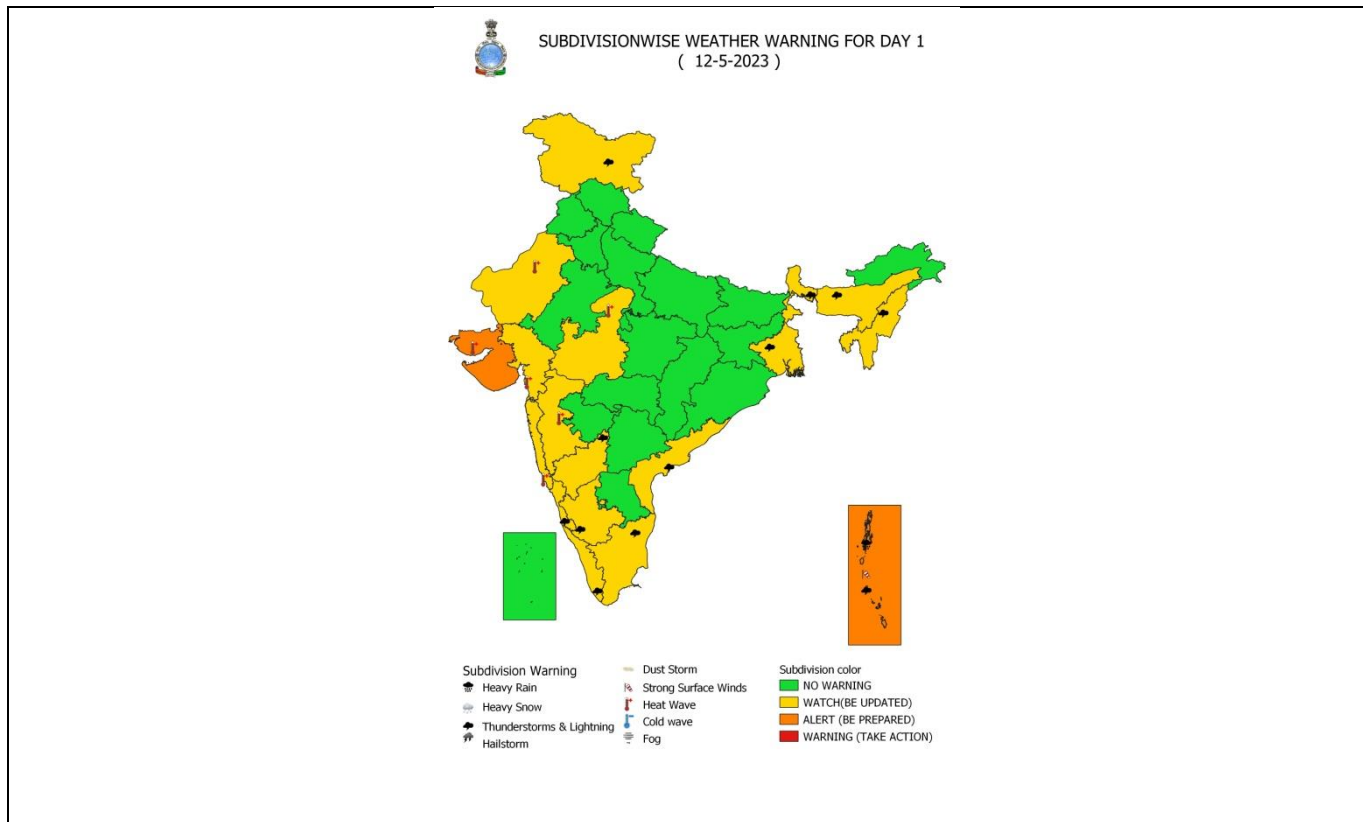 SUBDIVISIONWISE WEATHER WARNING FOR DAY 1
( 12-5-2023 )
Subdivision Warning
Heavy Rain
Heavy Snow
Thunderstorms & Lightning
Hailstorm
Dust Storm
Strong Surface Winds
Heat Wave
Cold wave
Fog
Subdivision color
NO WARNING
WATCH(BE UPDATED)
ALERT (BE PREPARED)
WARNING (TAKE ACTION)